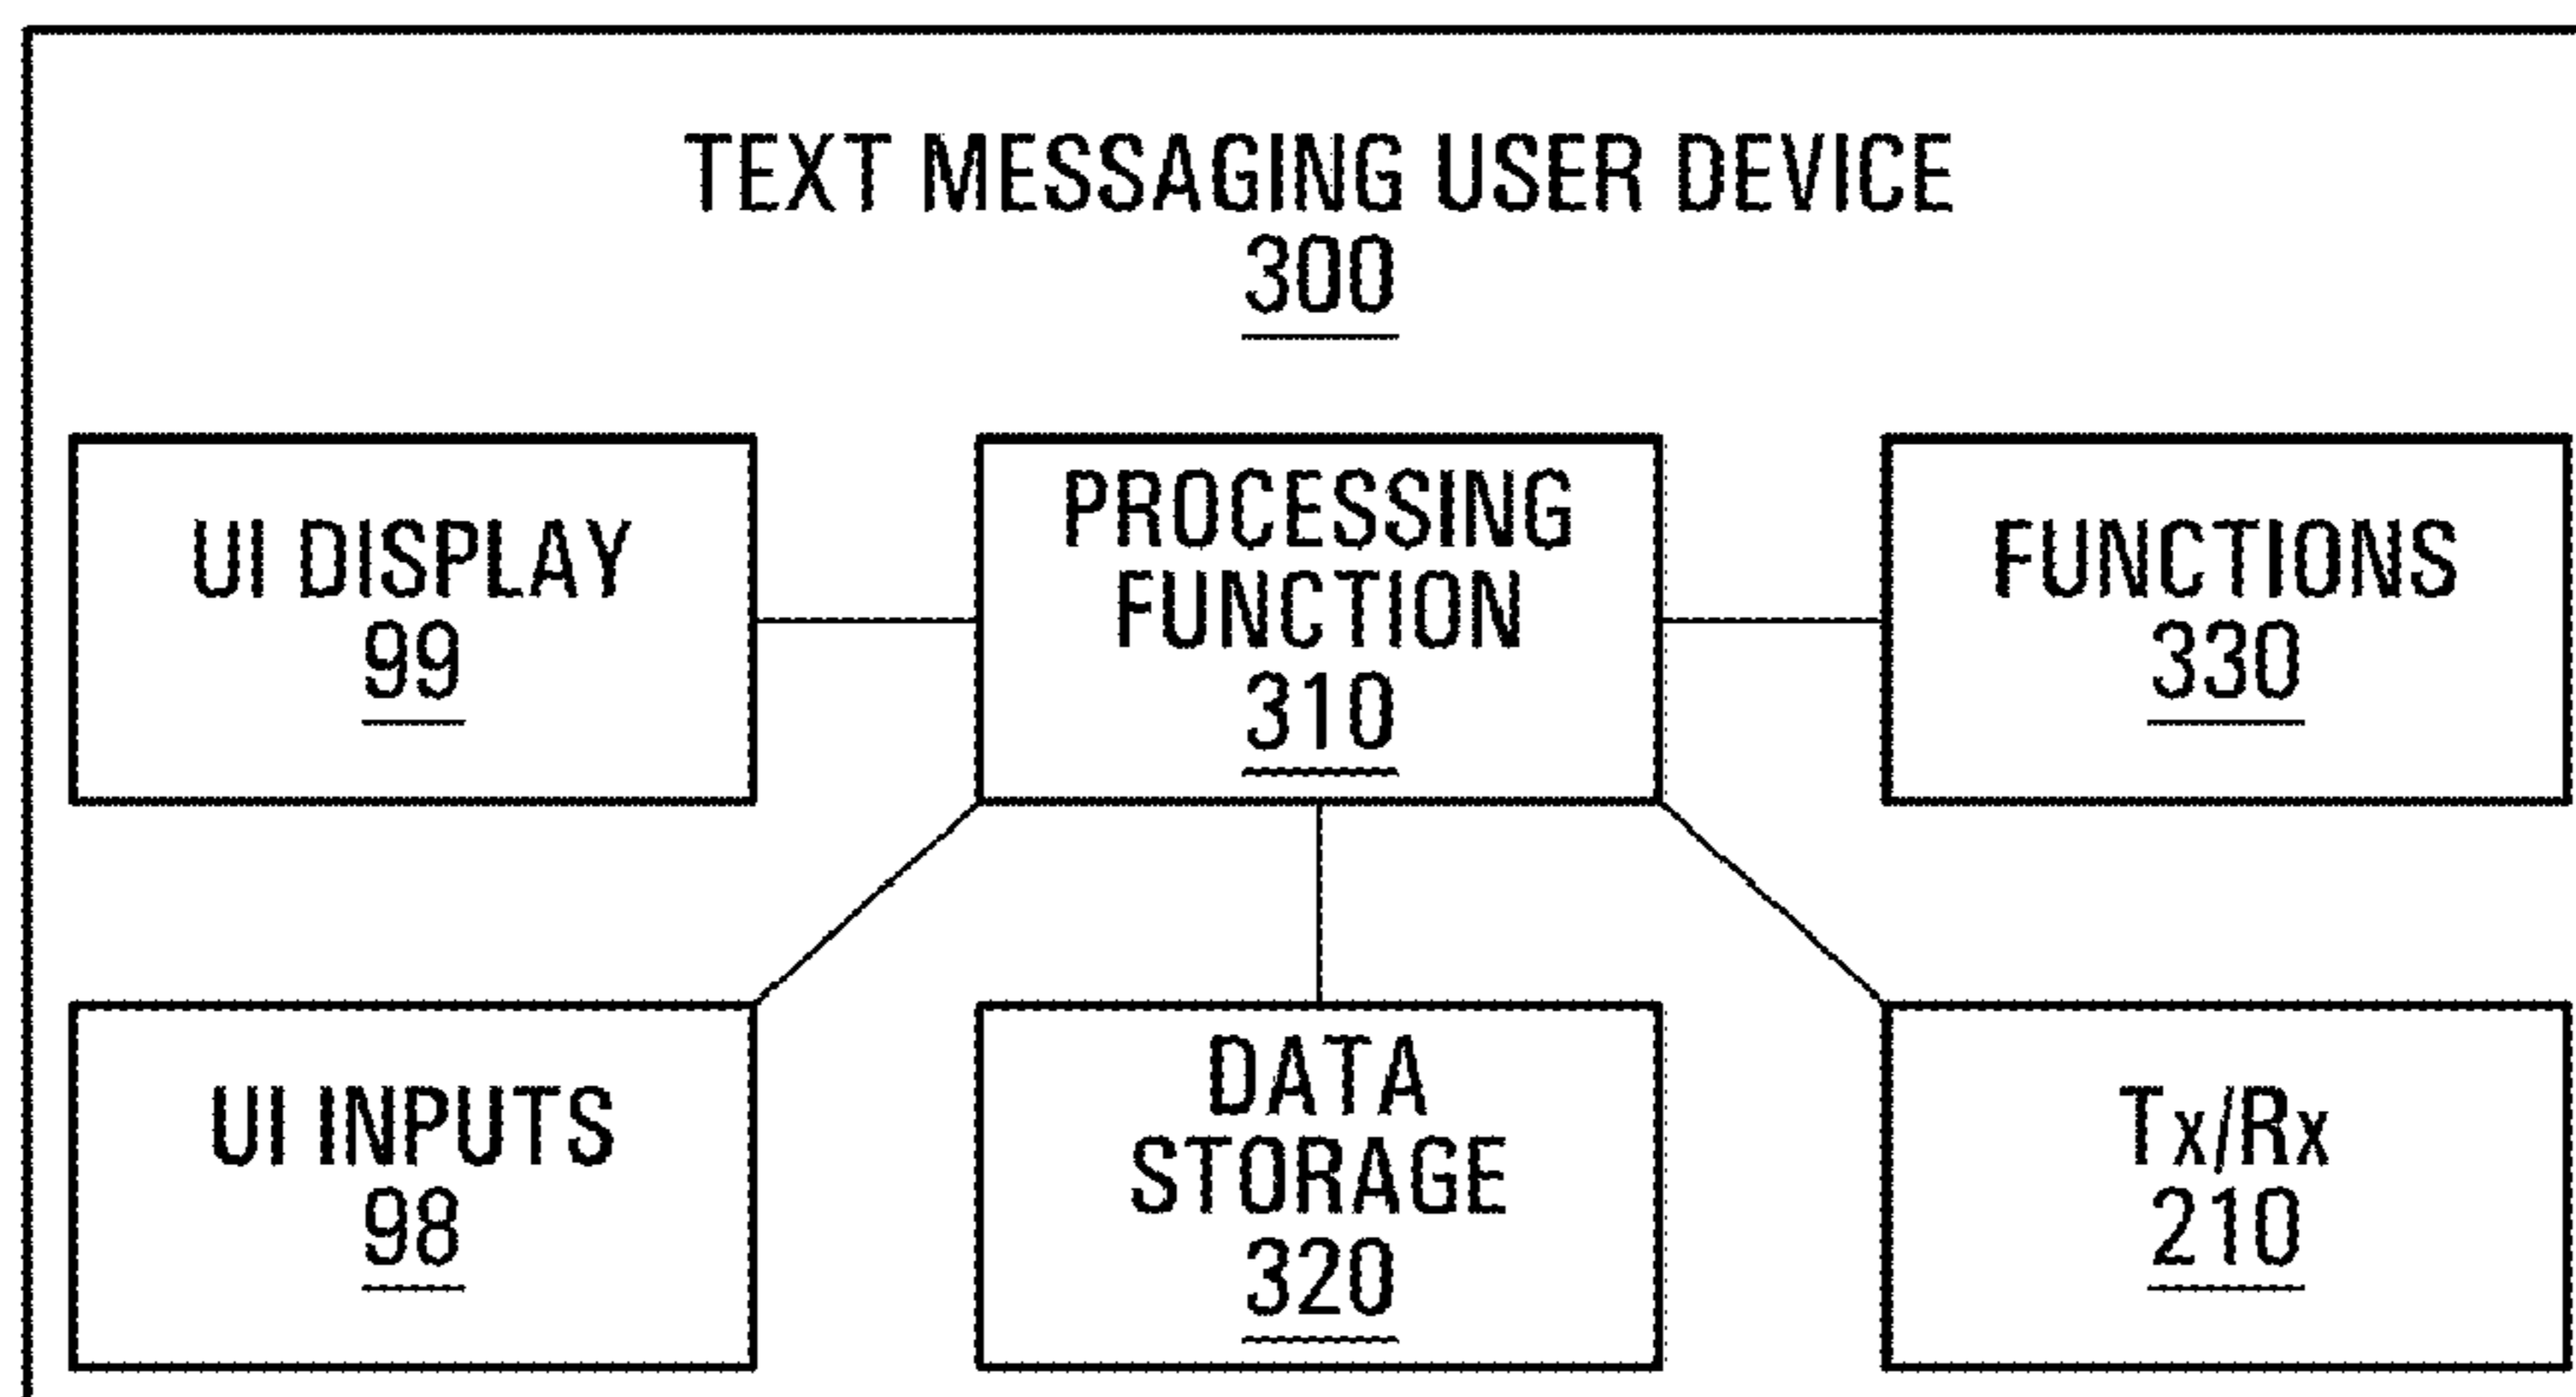 TEXT MESSAGING USER DEVICE
300
UI DISPLAY
99
PROCESSING
FUNCTION
310
FUNCTIONS
330
UI INPUTS
98
DATA
STORAGE
320
Tx/Rx
210